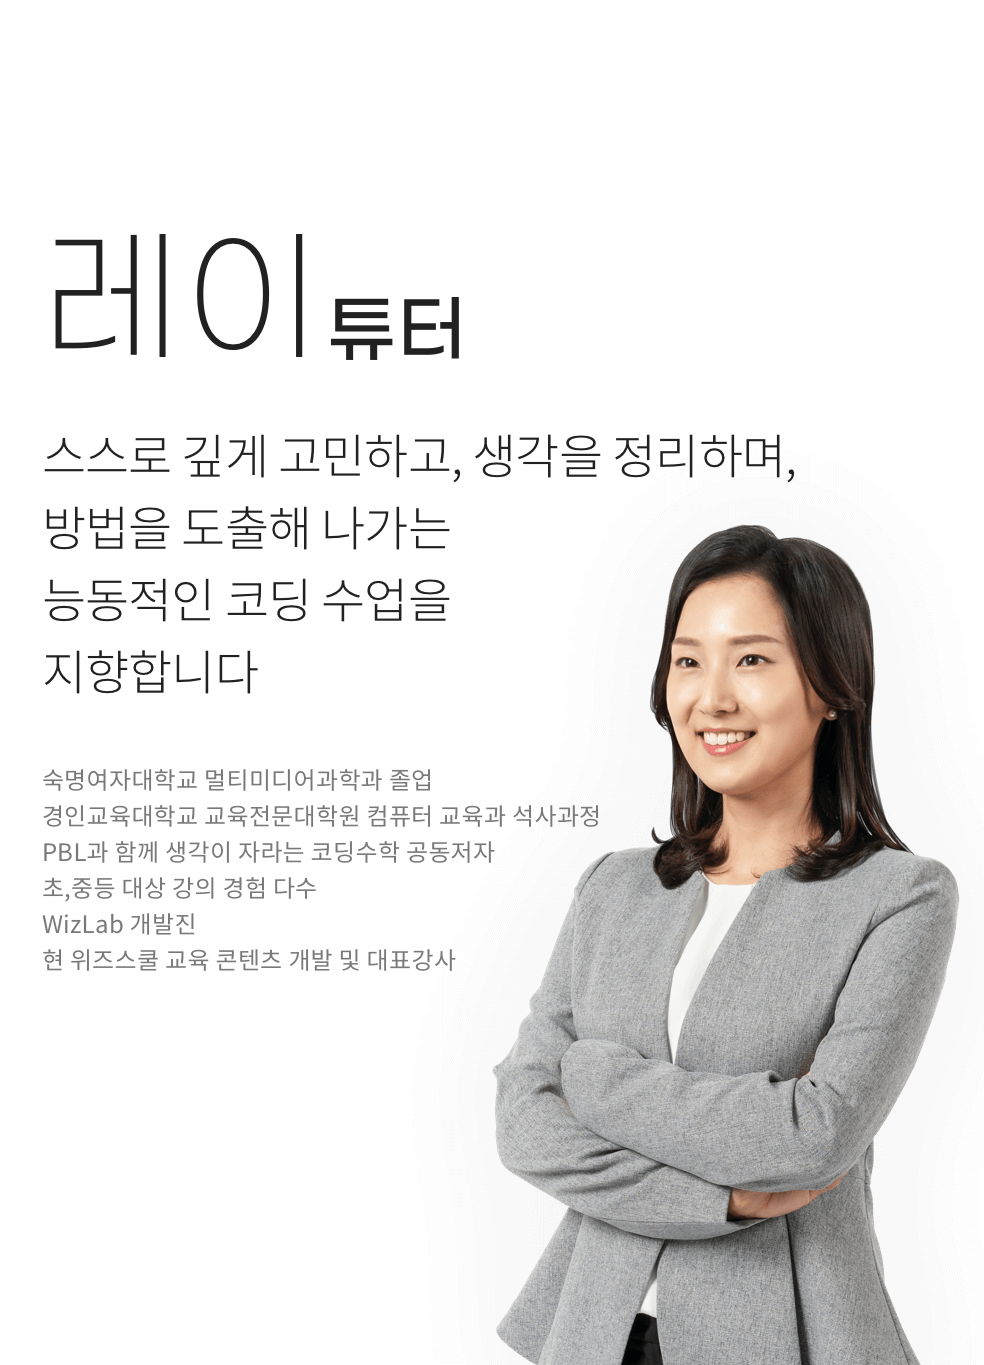 레이 튜터
스스로 깊게 고민하고, 생각을 정리하며,
방법을 도출해 나가는
능동적인 코딩 수업을
지향합니다
숙명여자대학교 멀티미디어과학과 졸업
경인교육대학교 교육전문대학원 컴퓨터 교육과 석사과정
PBL과 함께 생각이 자라는 코딩수학 공동저자
초,중등 대상 강의 경험 다수
WizLab 개발진
현 위즈스쿨 교육 콘텐츠 개발 및 대표강사